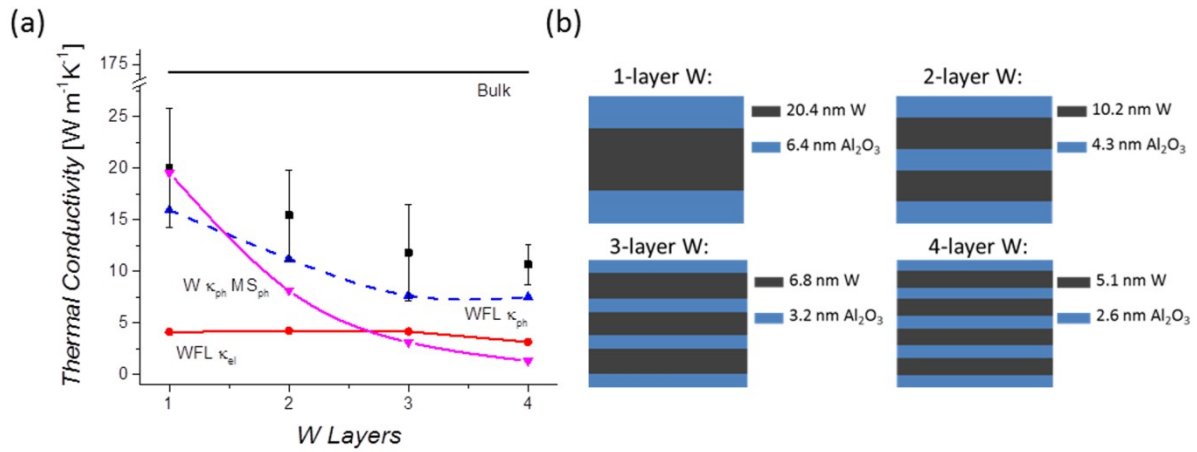 (a)
Thermal Conductivity [W m⁻¹K⁻¹]
175
25
20
15
10
5
0
Bulk
W κph MSph
WFL κph
WFL κel
1
2
3
4
W Layers
(b)
1-layer W:
20.4 nm W
6.4 nm Al₂O₃
2-layer W:
10.2 nm W
4.3 nm Al₂O₃
3-layer W:
6.8 nm W
3.2 nm Al₂O₃
4-layer W:
5.1 nm W
2.6 nm Al₂O₃